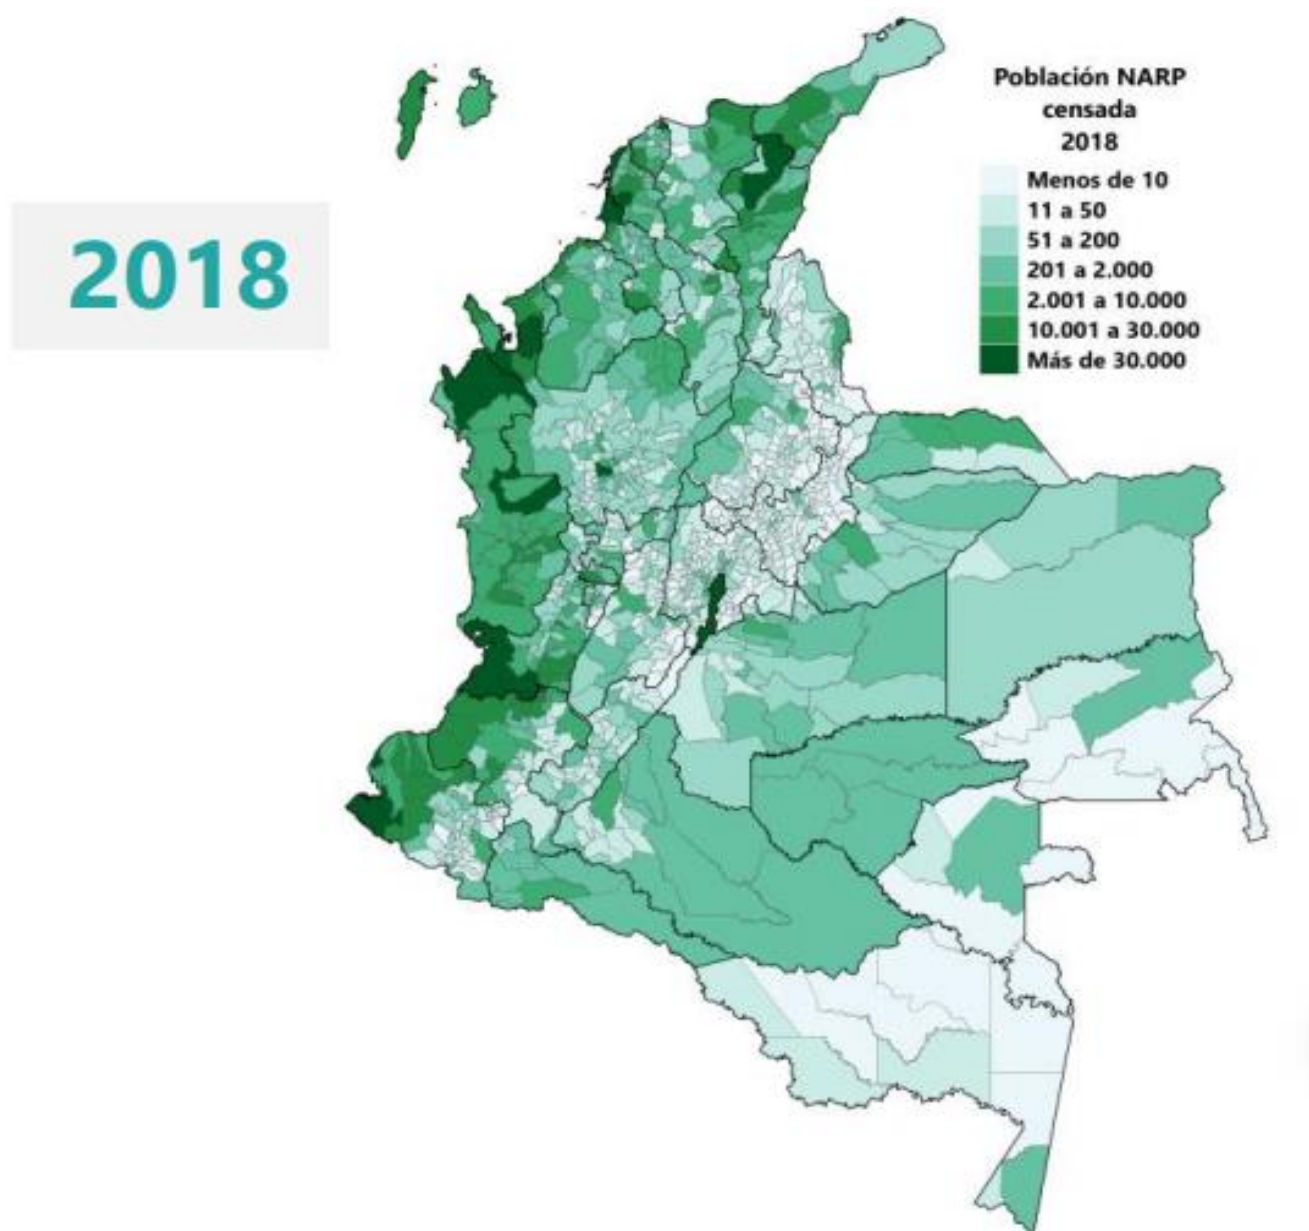 2018
Población NARP
censada
2018
Menos de 10
11 a 50
51 a 200
201 a 2.000
2.001 a 10.000
10.001 a 30.000
Más de 30.000